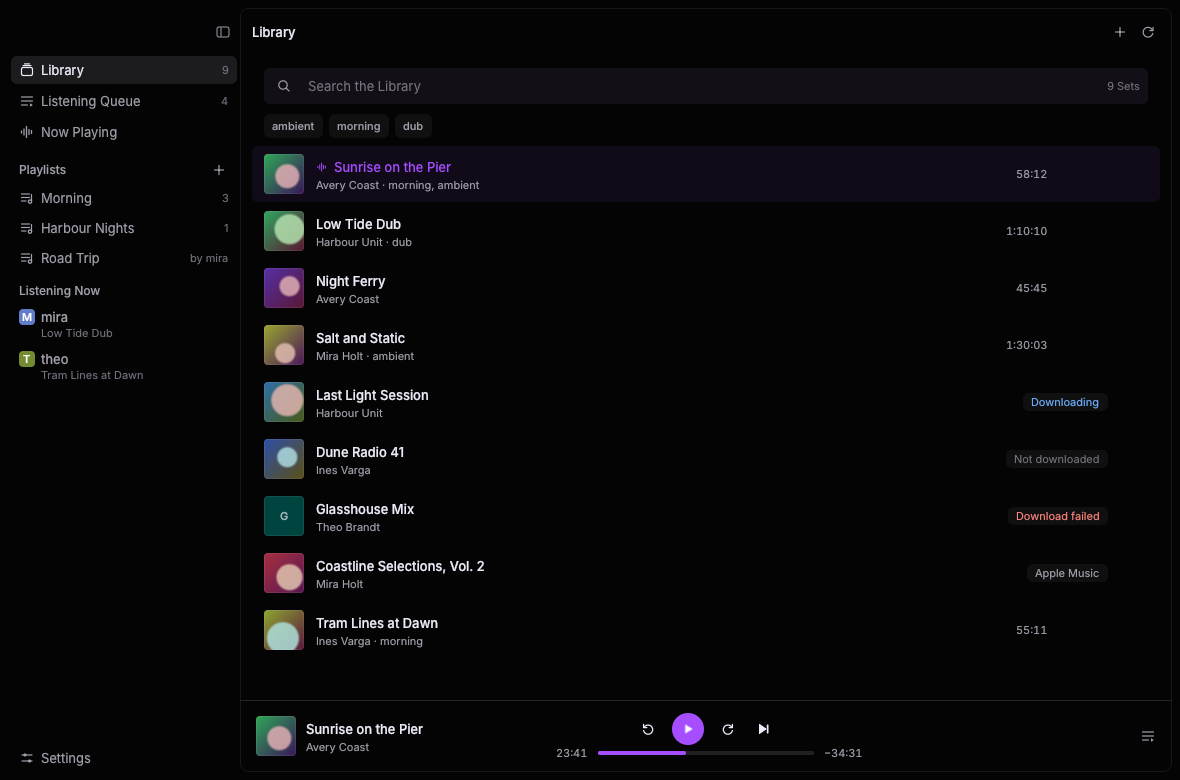 Library
Library 9
Listening Queue 4
Now Playing
Playlists
Morning 3
Harbour Nights 1
Road Trip by mira
Listening Now
M mira
Low Tide Dub
T theo
Tram Lines at Dawn
Settings
Search the Library 9 Sets
ambient morning dub
Sunrise on the Pier
Avery Coast · morning, ambient
58:12
Low Tide Dub
Harbour Unit · dub
1:10:10
Night Ferry
Avery Coast
45:45
Salt and Static
Mira Holt · ambient
1:30:03
Last Light Session
Harbour Unit
Downloading
Dune Radio 41
Ines Varga
Not downloaded
G
Glasshouse Mix
Theo Brandt
Download failed
Coastline Selections, Vol. 2
Mira Holt
Apple Music
Tram Lines at Dawn
Ines Varga · morning
55:11
Sunrise on the Pier
Avery Coast
23:41 −34:31